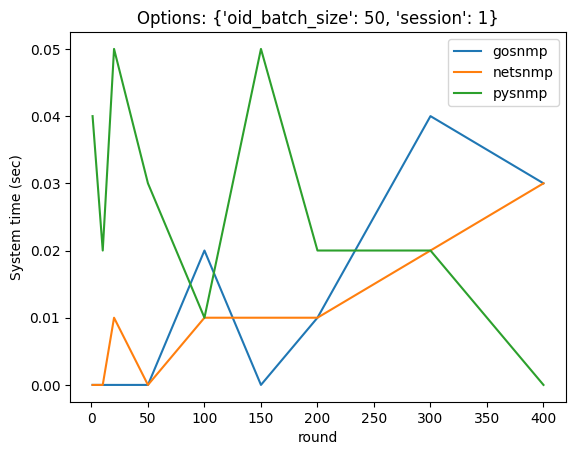 Options: {'oid_batch_size': 50, 'session': 1}
gosnmp
netsnmp
pysnmp
System time (sec)
0.05
0.04
0.03
0.02
0.01
0.00
0 50 100 150 200 250 300 350 400
round